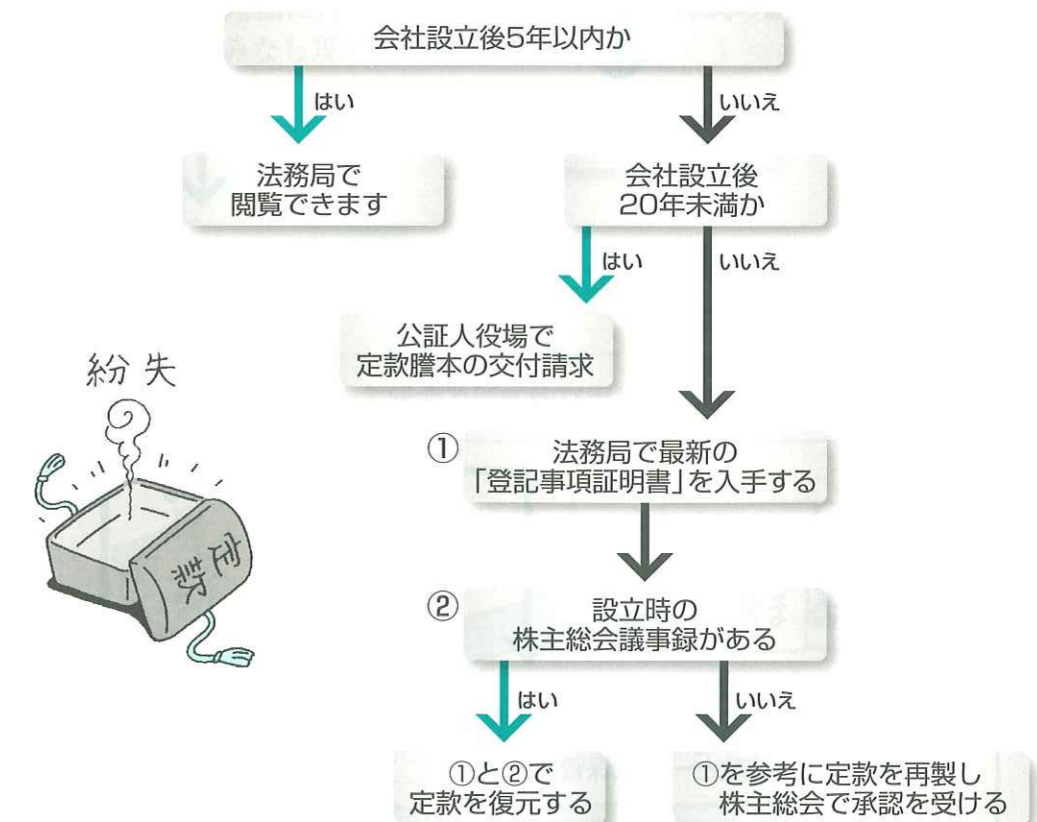 会社設立後5年以内か
はい
いいえ
法務局で
閲覧できます
会社設立後
20年未満か
はい
いいえ
公証人役場で
定款謄本の交付請求
紛失
定款
① 法務局で最新の
「登記事項証明書」を入手する
② 設立時の
株主総会議事録がある
はい
いいえ
①と②で
定款を復元する
①を参考に定款を再製し
株主総会で承認を受ける